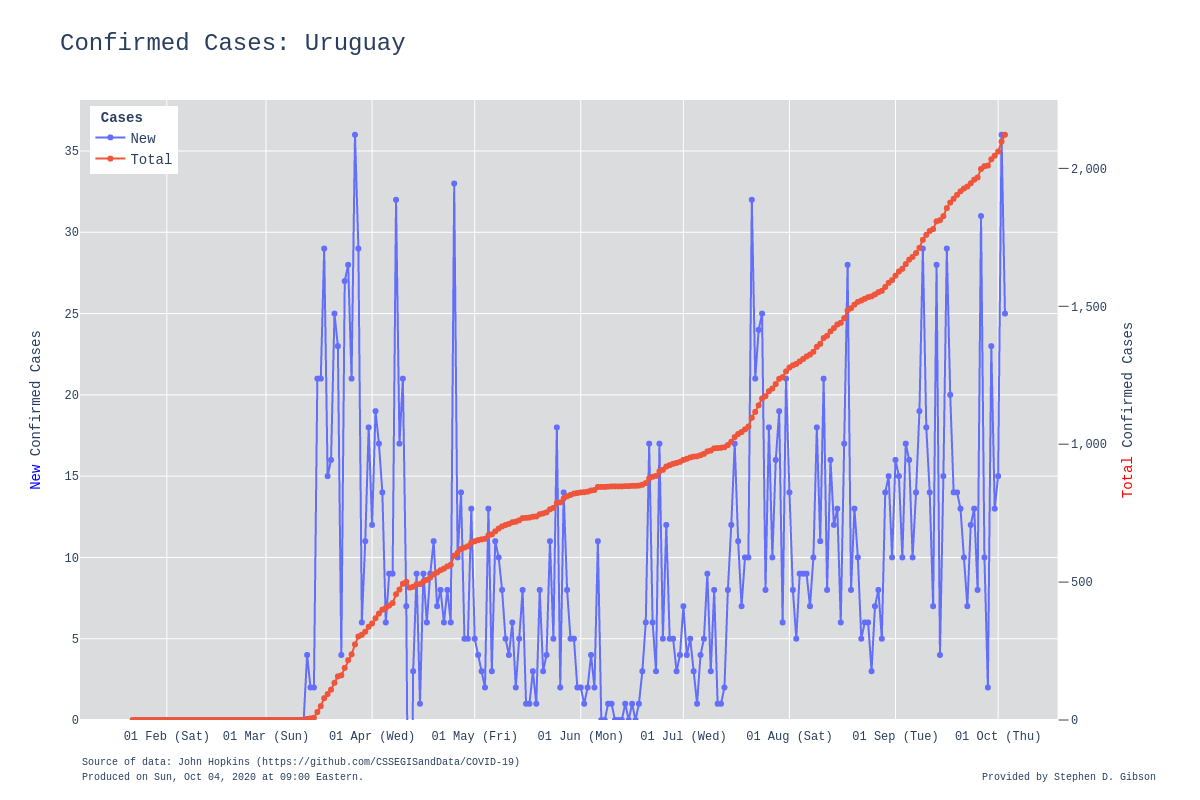 Confirmed Cases: Uruguay
Cases
New
Total
35
30
25
20
15
10
5
0
New Confirmed Cases
2,000
1,500
1,000
500
0
Total Confirmed Cases
01 Feb (Sat) 01 Mar (Sun) 01 Apr (Wed) 01 May (Fri) 01 Jun (Mon) 01 Jul (Wed) 01 Aug (Sat) 01 Sep (Tue) 01 Oct (Thu)
Source of data: John Hopkins (https://github.com/CSSEGISandData/COVID-19)
Produced on Sun, Oct 04, 2020 at 09:00 Eastern.
Provided by Stephen D. Gibson